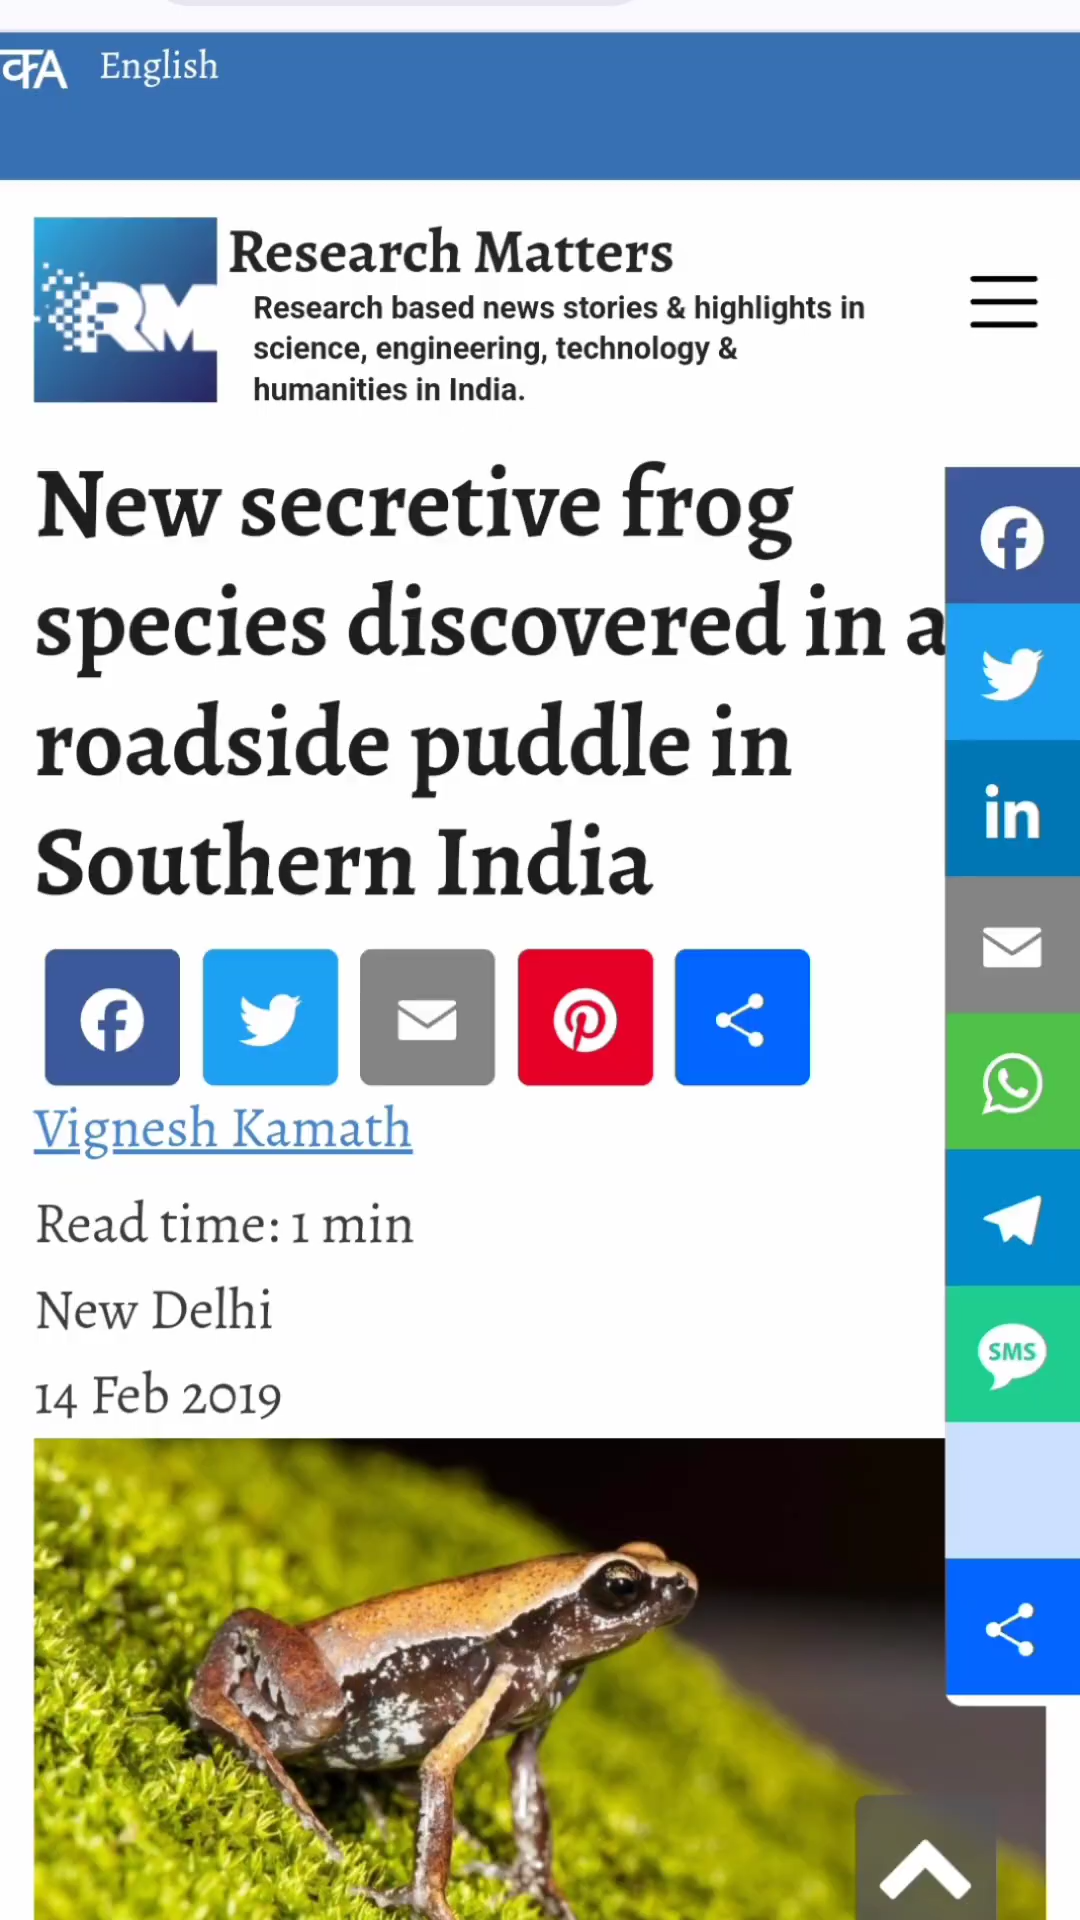 कA English
RM
Research Matters
Research based news stories & highlights in
science, engineering, technology &
humanities in India.
New secretive frog
species discovered in a
roadside puddle in
Southern India
Vignesh Kamath
Read time: 1 min
New Delhi
14 Feb 2019
in
SMS